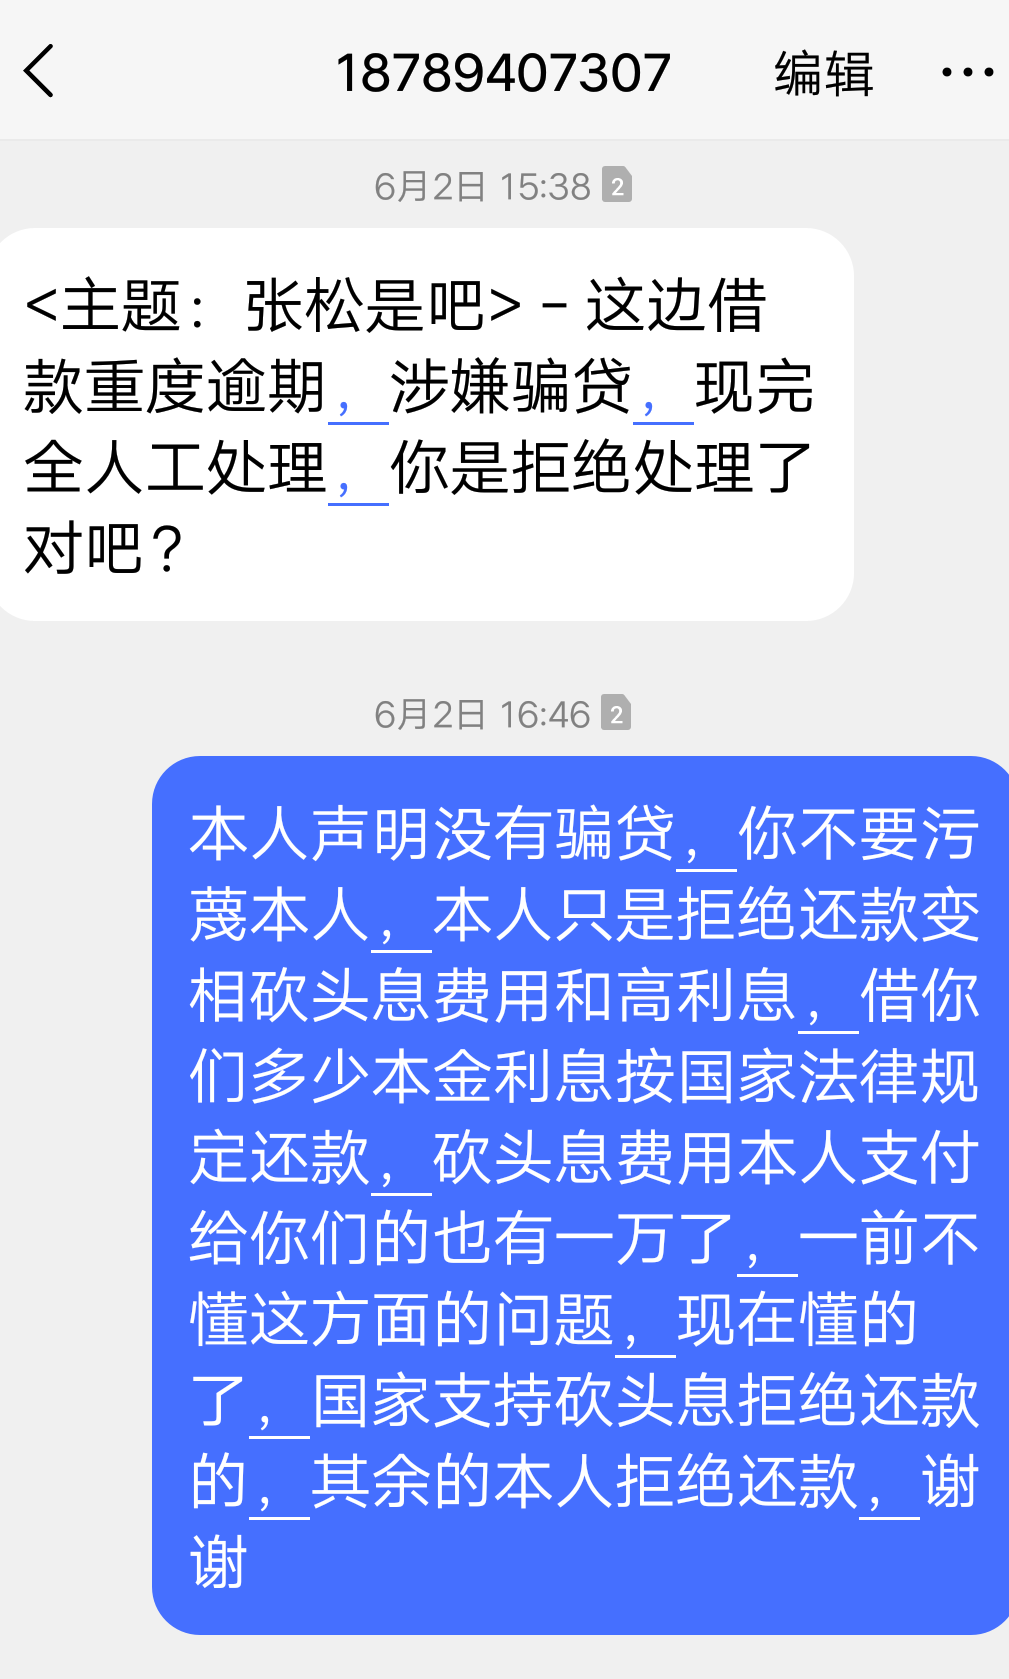 18789407307 编辑
6月2日 15:38 2
<主题：张松是吧> - 这边借
款重度逾期，涉嫌骗贷，现完
全人工处理，你是拒绝处理了
对吧？
6月2日 16:46 2
本人声明没有骗贷，你不要污
蔑本人，本人只是拒绝还款变
相砍头息费用和高利息，借你
们多少本金利息按国家法律规
定还款，砍头息费用本人支付
给你们的也有一万了，一前不
懂这方面的问题，现在懂的
了，国家支持砍头息拒绝还款
的，其余的本人拒绝还款，谢
谢